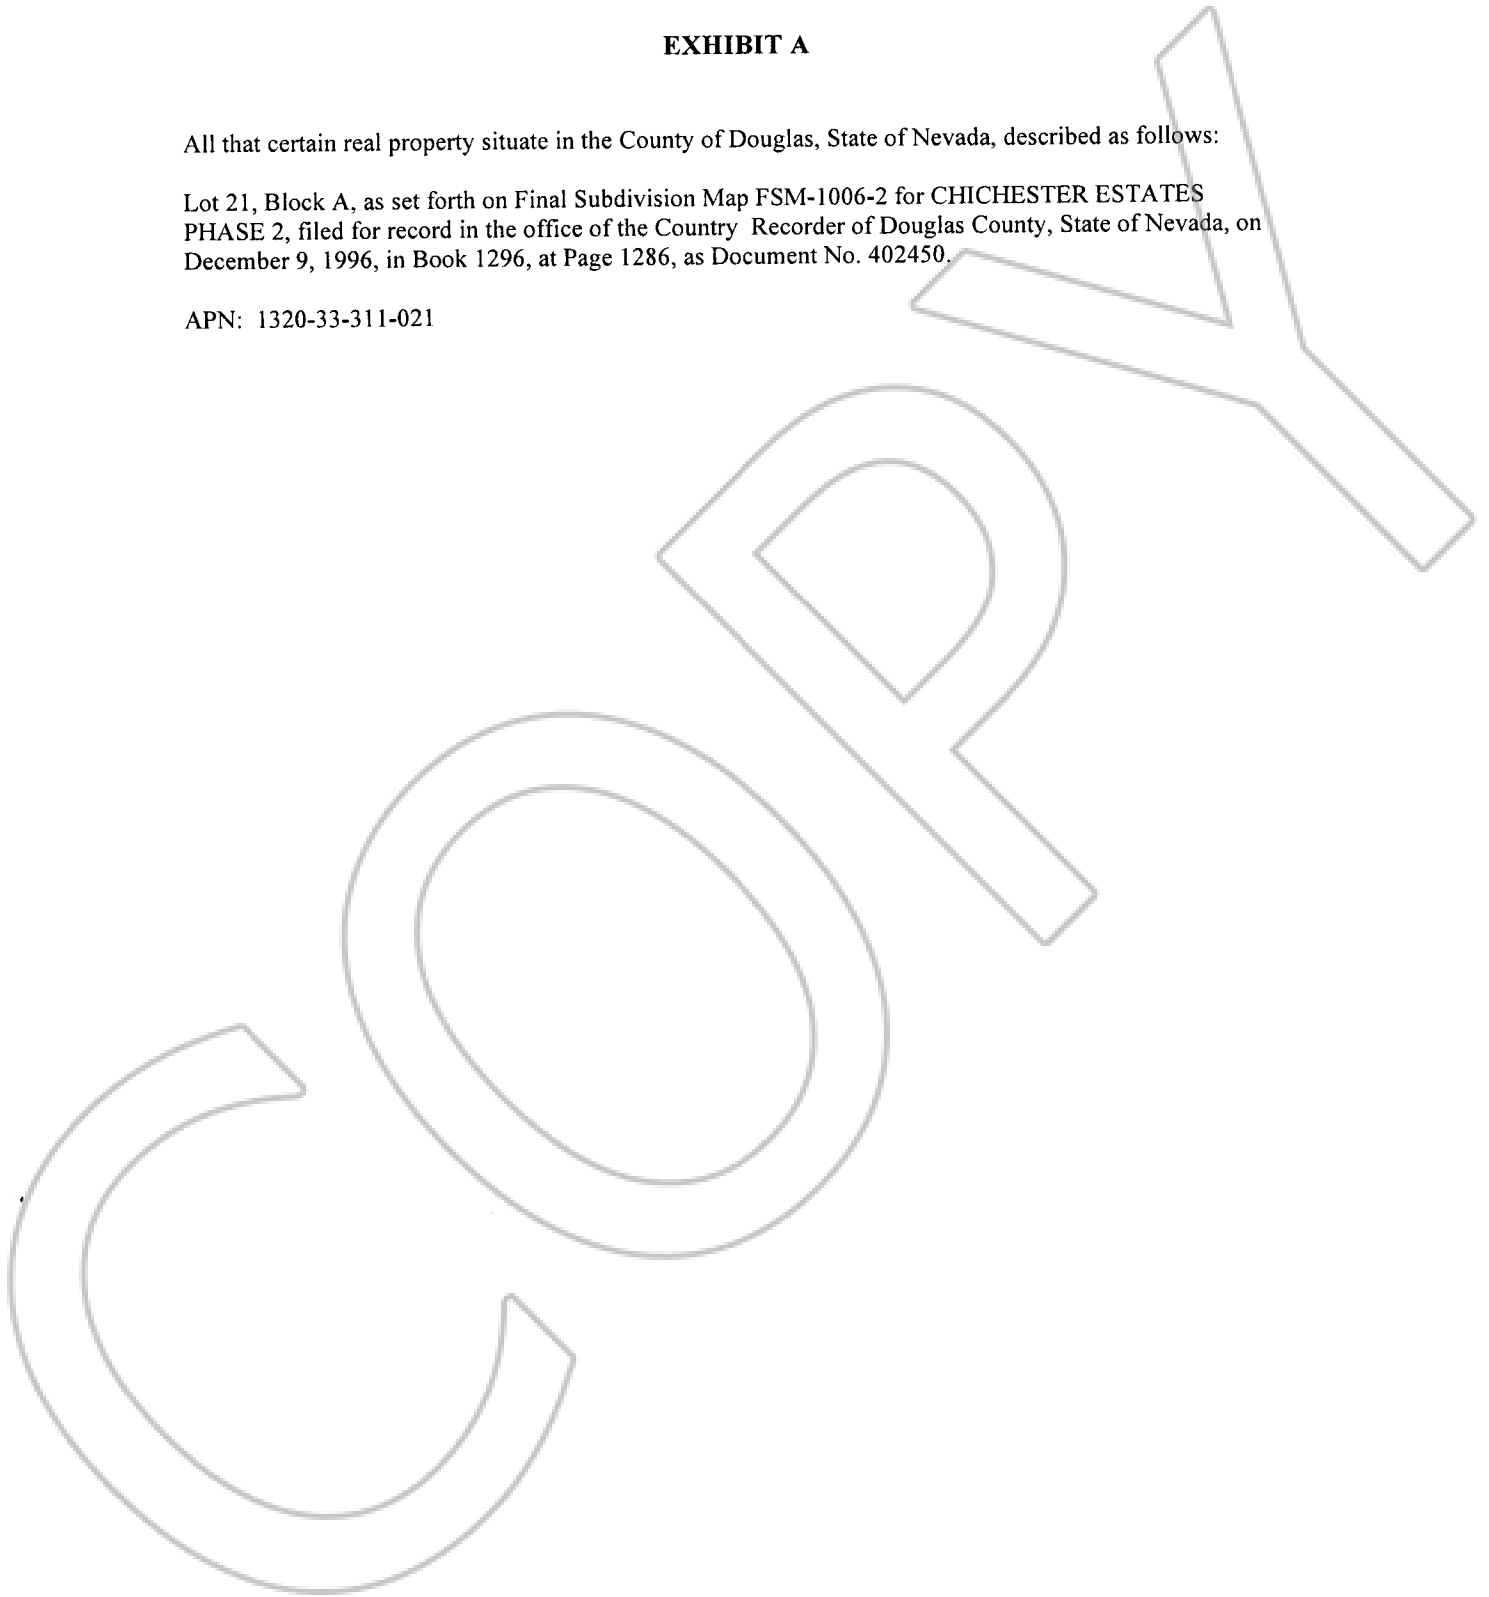 EXHIBIT A
All that certain real property situate in the County of Douglas, State of Nevada, described as follows:
Lot 21, Block A, as set forth on Final Subdivision Map FSM-1006-2 for CHICHESTER ESTATES
PHASE 2, filed for record in the office of the Country  Recorder of Douglas County, State of Nevada, on
December 9, 1996, in Book 1296, at Page 1286, as Document No. 402450.
APN:  1320-33-311-021
COPY